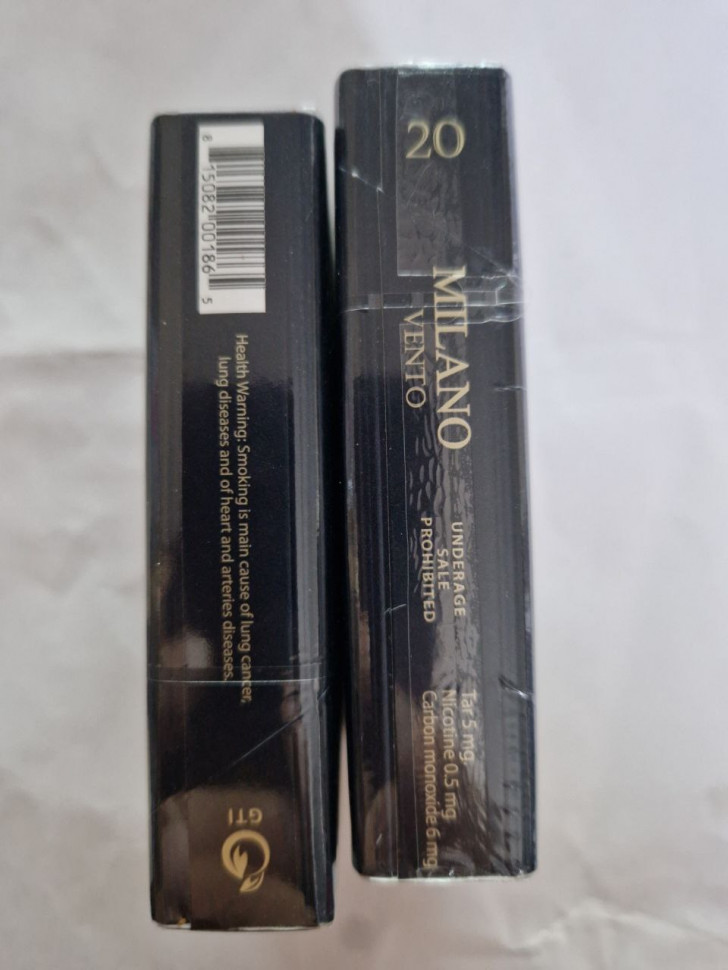 8 15082 00186 5
Health Warning: Smoking is main cause of lung cancer,
lung diseases and of heart and arteries diseases.
GTI
20
MILANO
VENTO
UNDERAGE
SALE
PROHIBITED
Tar 5 mg
Nicotine 0.5 mg
Carbon monoxide 6 mg